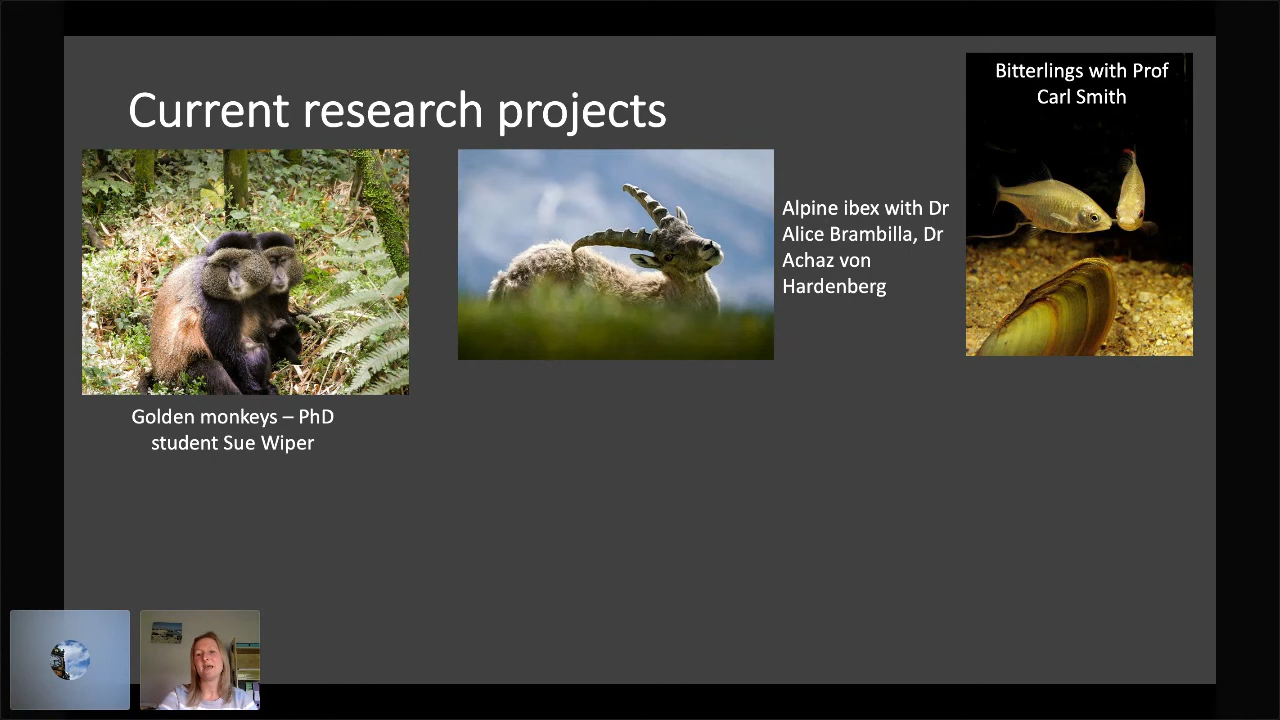 Current research projects
Golden monkeys – PhD
student Sue Wiper
Alpine ibex with Dr
Alice Brambilla, Dr
Achaz von
Hardenberg
Bitterlings with Prof
Carl Smith